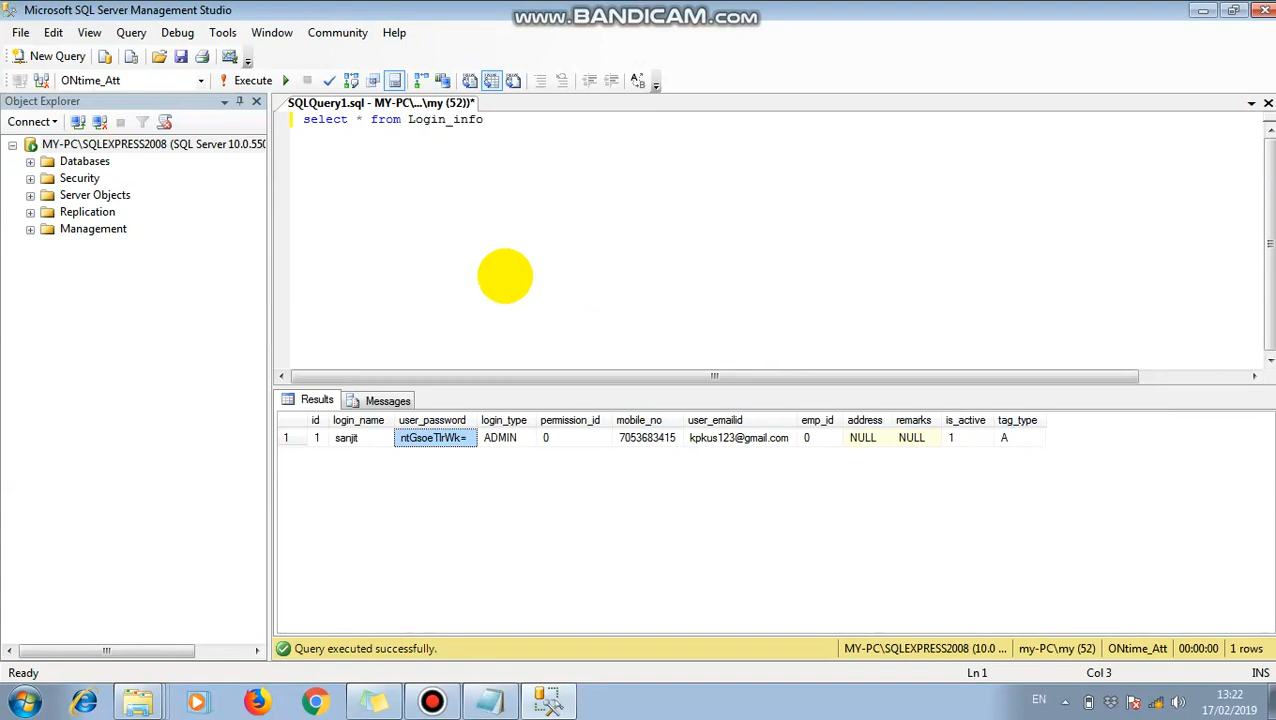 Microsoft SQL Server Management Studio
www.BANDICAM.com
File Edit View Query Debug Tools Window Community Help
New Query
ONtime_Att Execute
Object Explorer
SQLQuery1.sql - MY-PC\...\my (52))*
Connect
select * from Login_info
MY-PC\SQLEXPRESS2008 (SQL Server 10.0.550
Databases
Security
Server Objects
Replication
Management
Results Messages
id login_name user_password login_type permission_id mobile_no user_emailid emp_id address remarks is_active tag_type
1 1 sanjit ntGsoeTlrWk= ADMIN 0 7053683415 kpkus123@gmail.com 0 NULL NULL 1 A
Query executed successfully. MY-PC\SQLEXPRESS2008 (10.0 ... my-PC\my (52) ONtime_Att 00:00:00 1 rows
Ready Ln 1 Col 3 INS
EN
13:22
17/02/2019